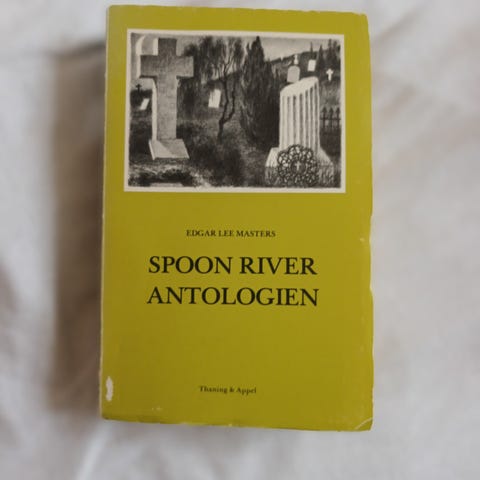 EDGAR LEE MASTERS
SPOON RIVER
ANTOLOGIEN
Thaning & Appel